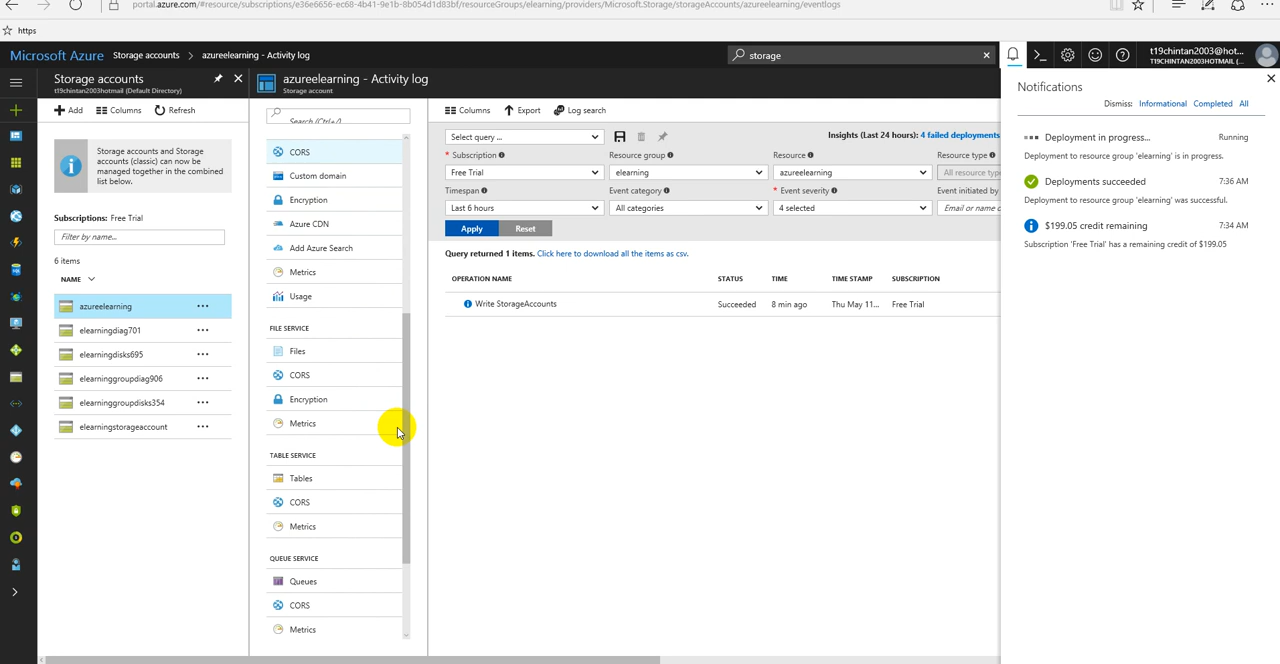 portal.azure.com/#resource/subscriptions/e36e6656-ec68-4b41-9e1b-8b054d1d83bf/resourceGroups/elearning/providers/Microsoft.Storage/storageAccounts/azureelearning/eventlogs
https
Microsoft Azure Storage accounts > azureelearning - Activity log
storage
t19chintan2003@hot...
T19CHINTAN2003HOTMAIL (...
Storage accounts
t19chintan2003hotmail (Default Directory)
Add Columns Refresh
Storage accounts and Storage
accounts (classic) can now be
managed together in the combined
list below.
Subscriptions: Free Trial
Filter by name...
6 items
NAME
azureelearning ...
elearningdiag701 ...
elearningdisks695 ...
elearninggroupdiag906 ...
elearninggroupdisks354 ...
elearningstorageaccount ...
azureelearning - Activity log
Storage account
Search (Ctrl+/)
CORS
Custom domain
Encryption
Azure CDN
Add Azure Search
Metrics
Usage
FILE SERVICE
Files
CORS
Encryption
Metrics
TABLE SERVICE
Tables
CORS
Metrics
QUEUE SERVICE
Queues
CORS
Metrics
Columns Export Log search
Select query ...
Insights (Last 24 hours): 4 failed deployments
* Subscription Resource group Resource Resource type
Free Trial elearning azureelearning All resource type
Timespan Event category * Event severity Event initiated by
Last 6 hours All categories 4 selected Email or name o
Apply Reset
Query returned 1 items. Click here to download all the items as csv.
OPERATION NAME STATUS TIME TIME STAMP SUBSCRIPTION
Write StorageAccounts Succeeded 8 min ago Thu May 11... Free Trial
Notifications
Dismiss: Informational Completed All
Deployment in progress... Running
Deployment to resource group 'elearning' is in progress.
Deployments succeeded 7:36 AM
Deployment to resource group 'elearning' was successful.
$199.05 credit remaining 7:34 AM
Subscription 'Free Trial' has a remaining credit of $199.05